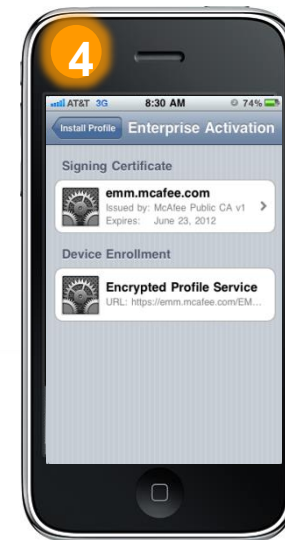 4
AT&T 3G 8:30 AM 74%
Install Profile Enterprise Activation
Signing Certificate
emm.mcafee.com
Issued by: McAfee Public CA v1
Expires: June 23, 2012
Device Enrollment
Encrypted Profile Service
URL: https://emm.mcafee.com/EM...